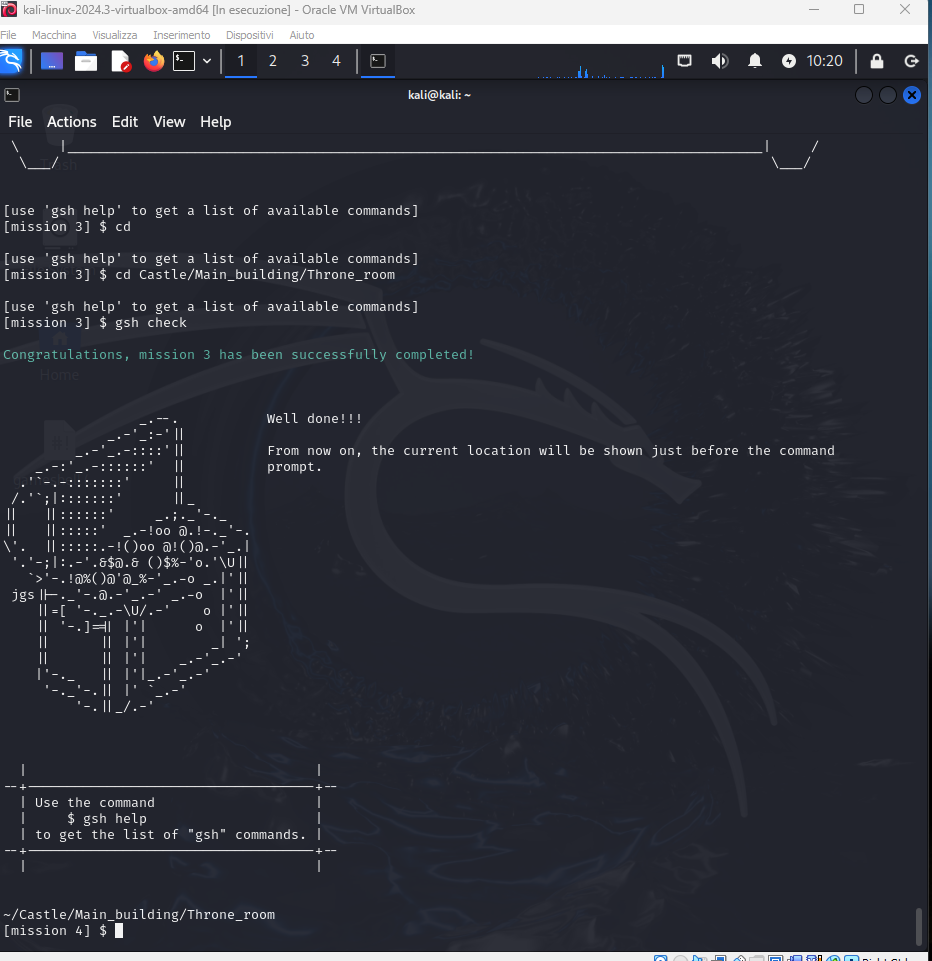 kali-linux-2024.3-virtualbox-amd64 [In esecuzione] - Oracle VM VirtualBox
File Macchina Visualizza Inserimento Dispositivi Aiuto
1 2 3 4 10:20
kali@kali: ~
File Actions Edit View Help
[use 'gsh help' to get a list of available commands]
[mission 3] $ cd
[use 'gsh help' to get a list of available commands]
[mission 3] $ cd Castle/Main_building/Throne_room
[use 'gsh help' to get a list of available commands]
[mission 3] $ gsh check
Congratulations, mission 3 has been successfully completed!
Home
Well done!!!
From now on, the current location will be shown just before the command
prompt.
jgs
Use the command
$ gsh help
to get the list of "gsh" commands.
~/Castle/Main_building/Throne_room
[mission 4] $